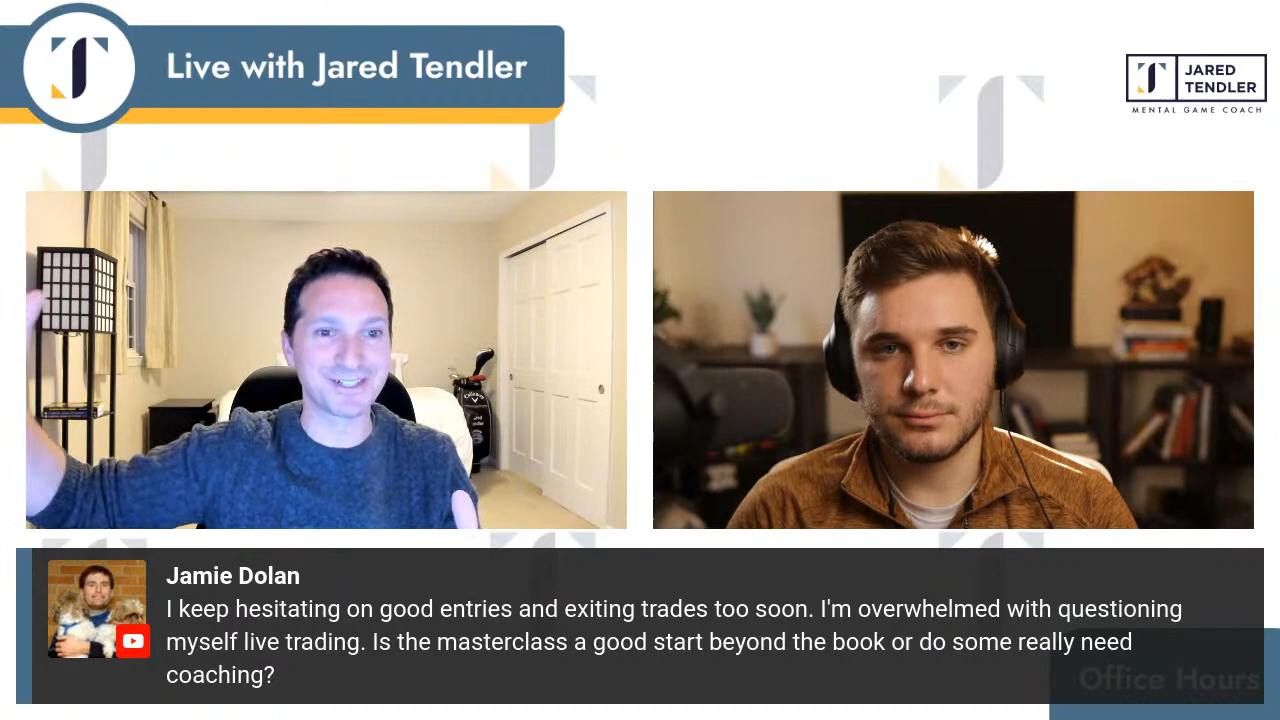 Live with Jared Tendler
JARED
TENDLER
MENTAL GAME COACH
Jamie Dolan
I keep hesitating on good entries and exiting trades too soon. I'm overwhelmed with questioning
myself live trading. Is the masterclass a good start beyond the book or do some really need
coaching?
Office Hours